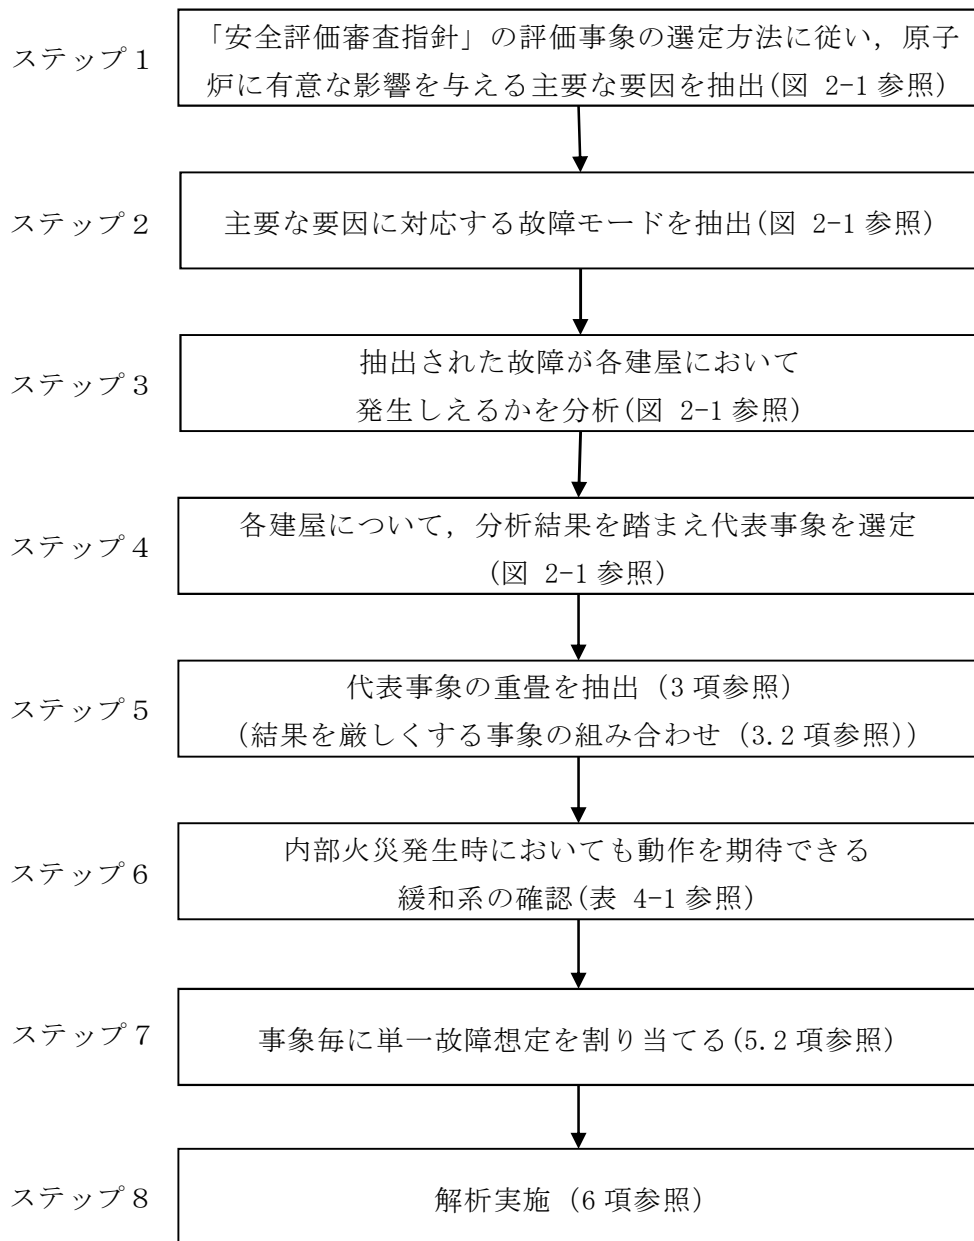 ステップ１
「安全評価審査指針」の評価事象の選定方法に従い，原子
炉に有意な影響を与える主要な要因を抽出(図 2-1 参照)
ステップ２
主要な要因に対応する故障モードを抽出(図 2-1 参照)
ステップ３
抽出された故障が各建屋において
発生しえるかを分析(図 2-1 参照)
ステップ４
各建屋について，分析結果を踏まえ代表事象を選定
(図 2-1 参照)
ステップ５
代表事象の重畳を抽出（3 項参照）
(結果を厳しくする事象の組み合わせ（3.2 項参照）)
ステップ６
内部火災発生時においても動作を期待できる
緩和系の確認(表 4-1 参照)
ステップ７
事象毎に単一故障想定を割り当てる(5.2 項参照)
ステップ８
解析実施（6 項参照）